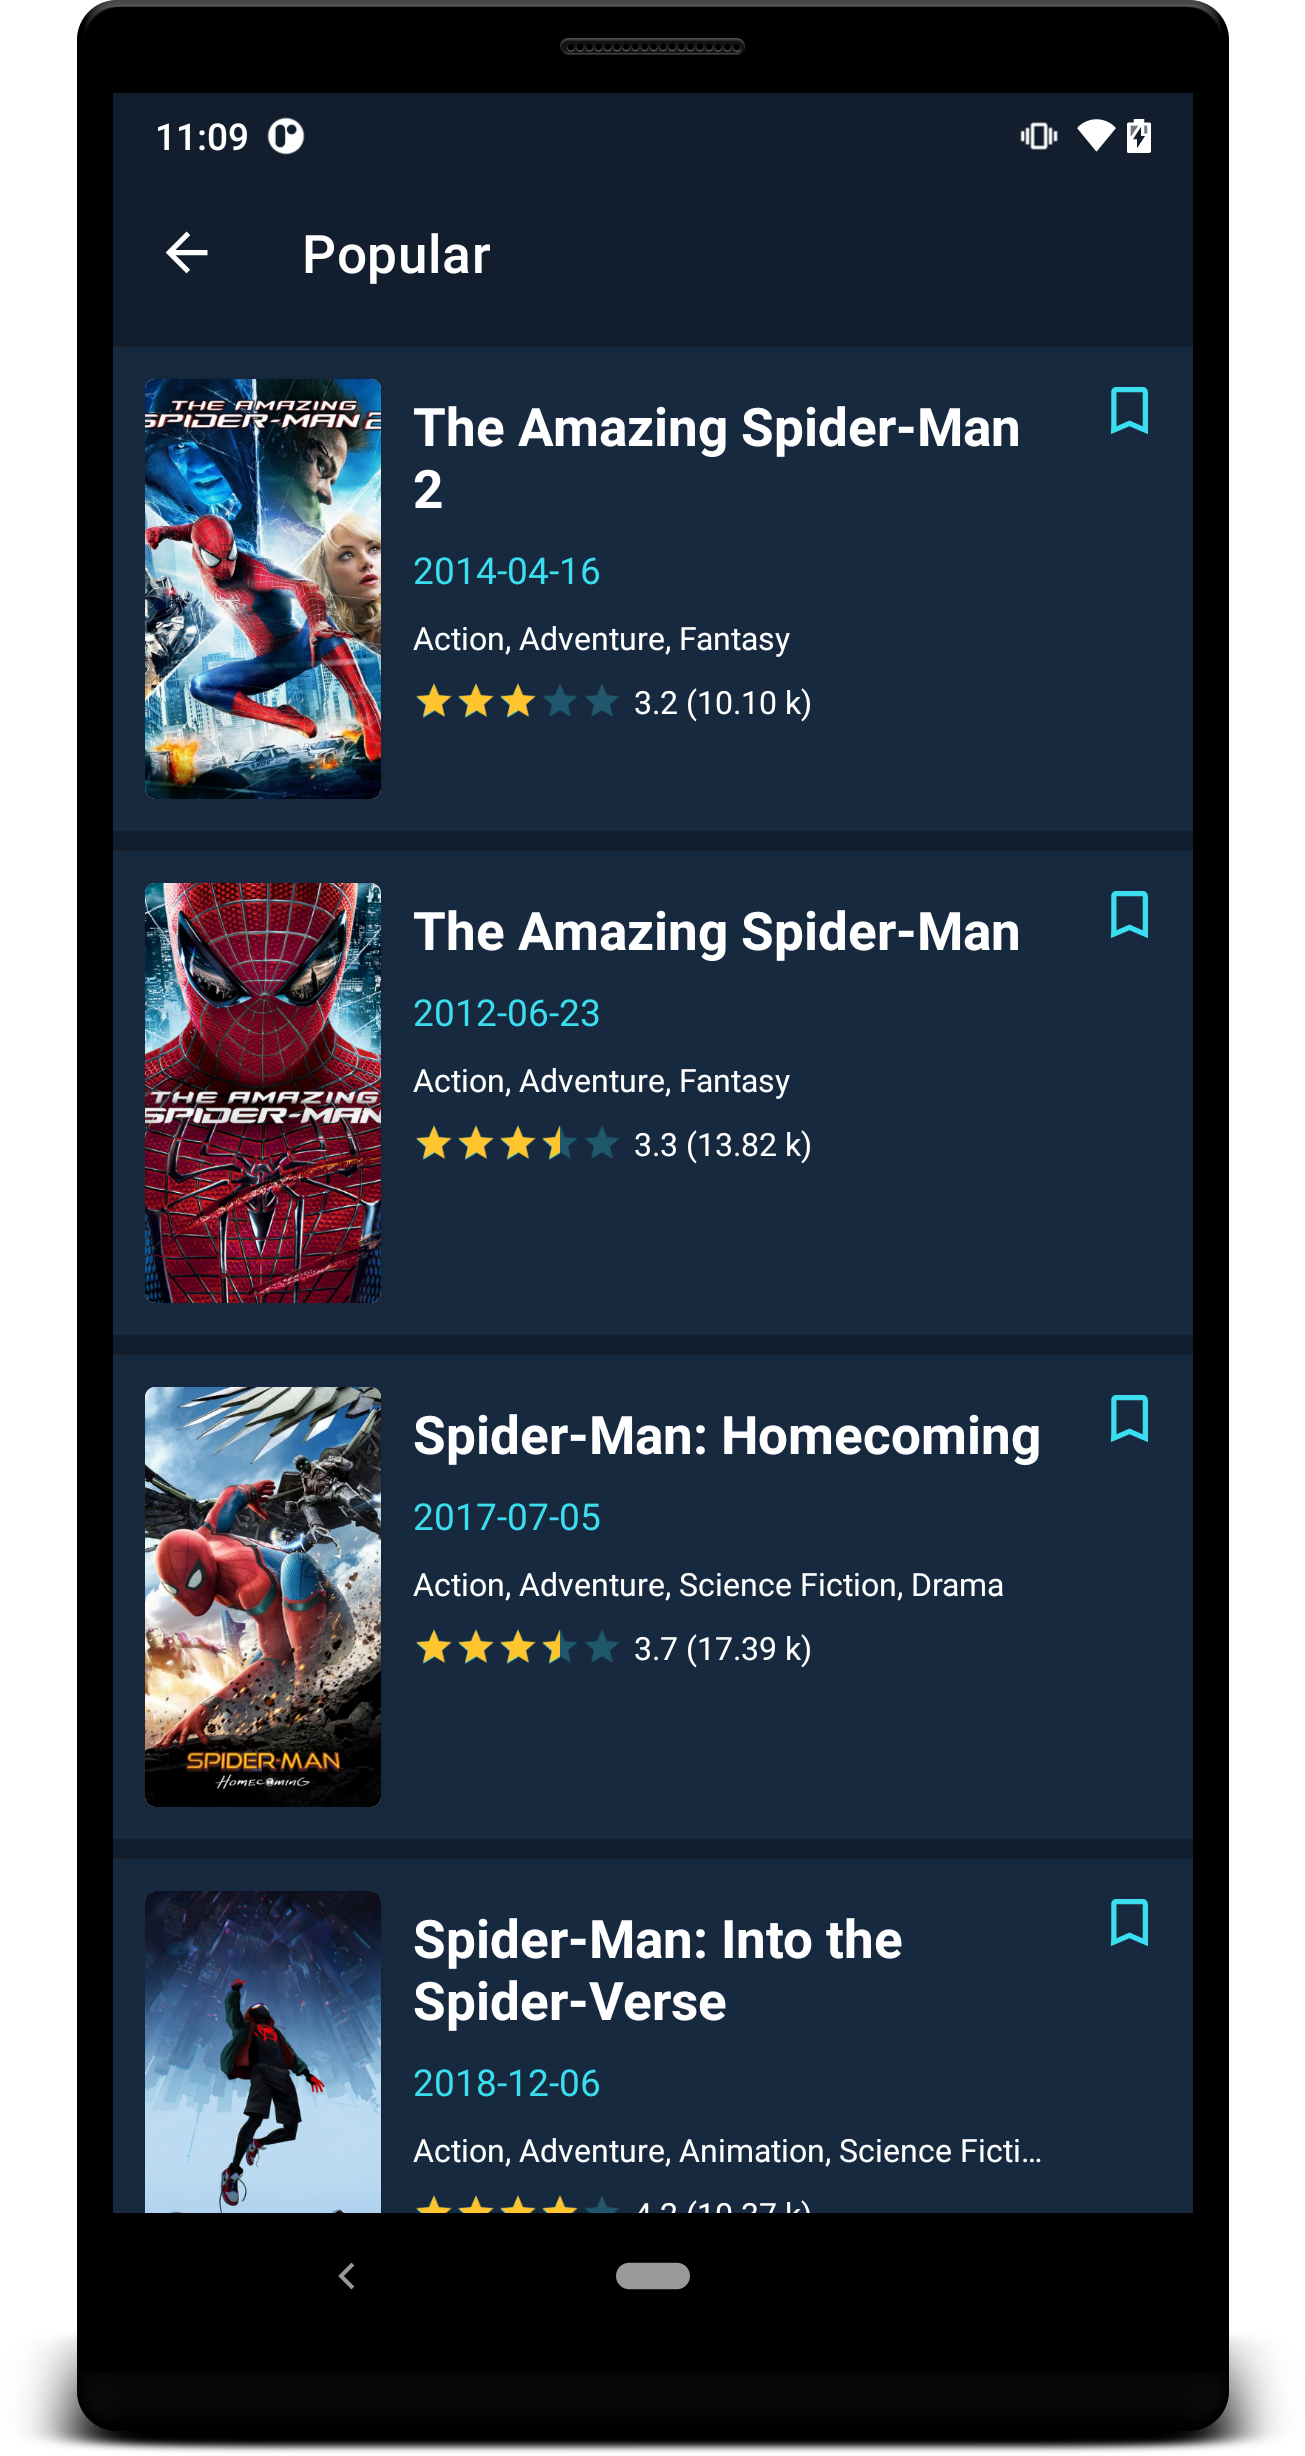 11:09
Popular
THE AMAZING
SPIDER-MAN 2
The Amazing Spider-Man
2
2014-04-16
Action, Adventure, Fantasy
3.2 (10.10 k)
The Amazing Spider-Man
2012-06-23
Action, Adventure, Fantasy
3.3 (13.82 k)
THE AMAZING
SPIDER-MAN
Spider-Man: Homecoming
2017-07-05
Action, Adventure, Science Fiction, Drama
3.7 (17.39 k)
SPIDER-MAN
HOMECOMING
Spider-Man: Into the
Spider-Verse
2018-12-06
Action, Adventure, Animation, Science Ficti...